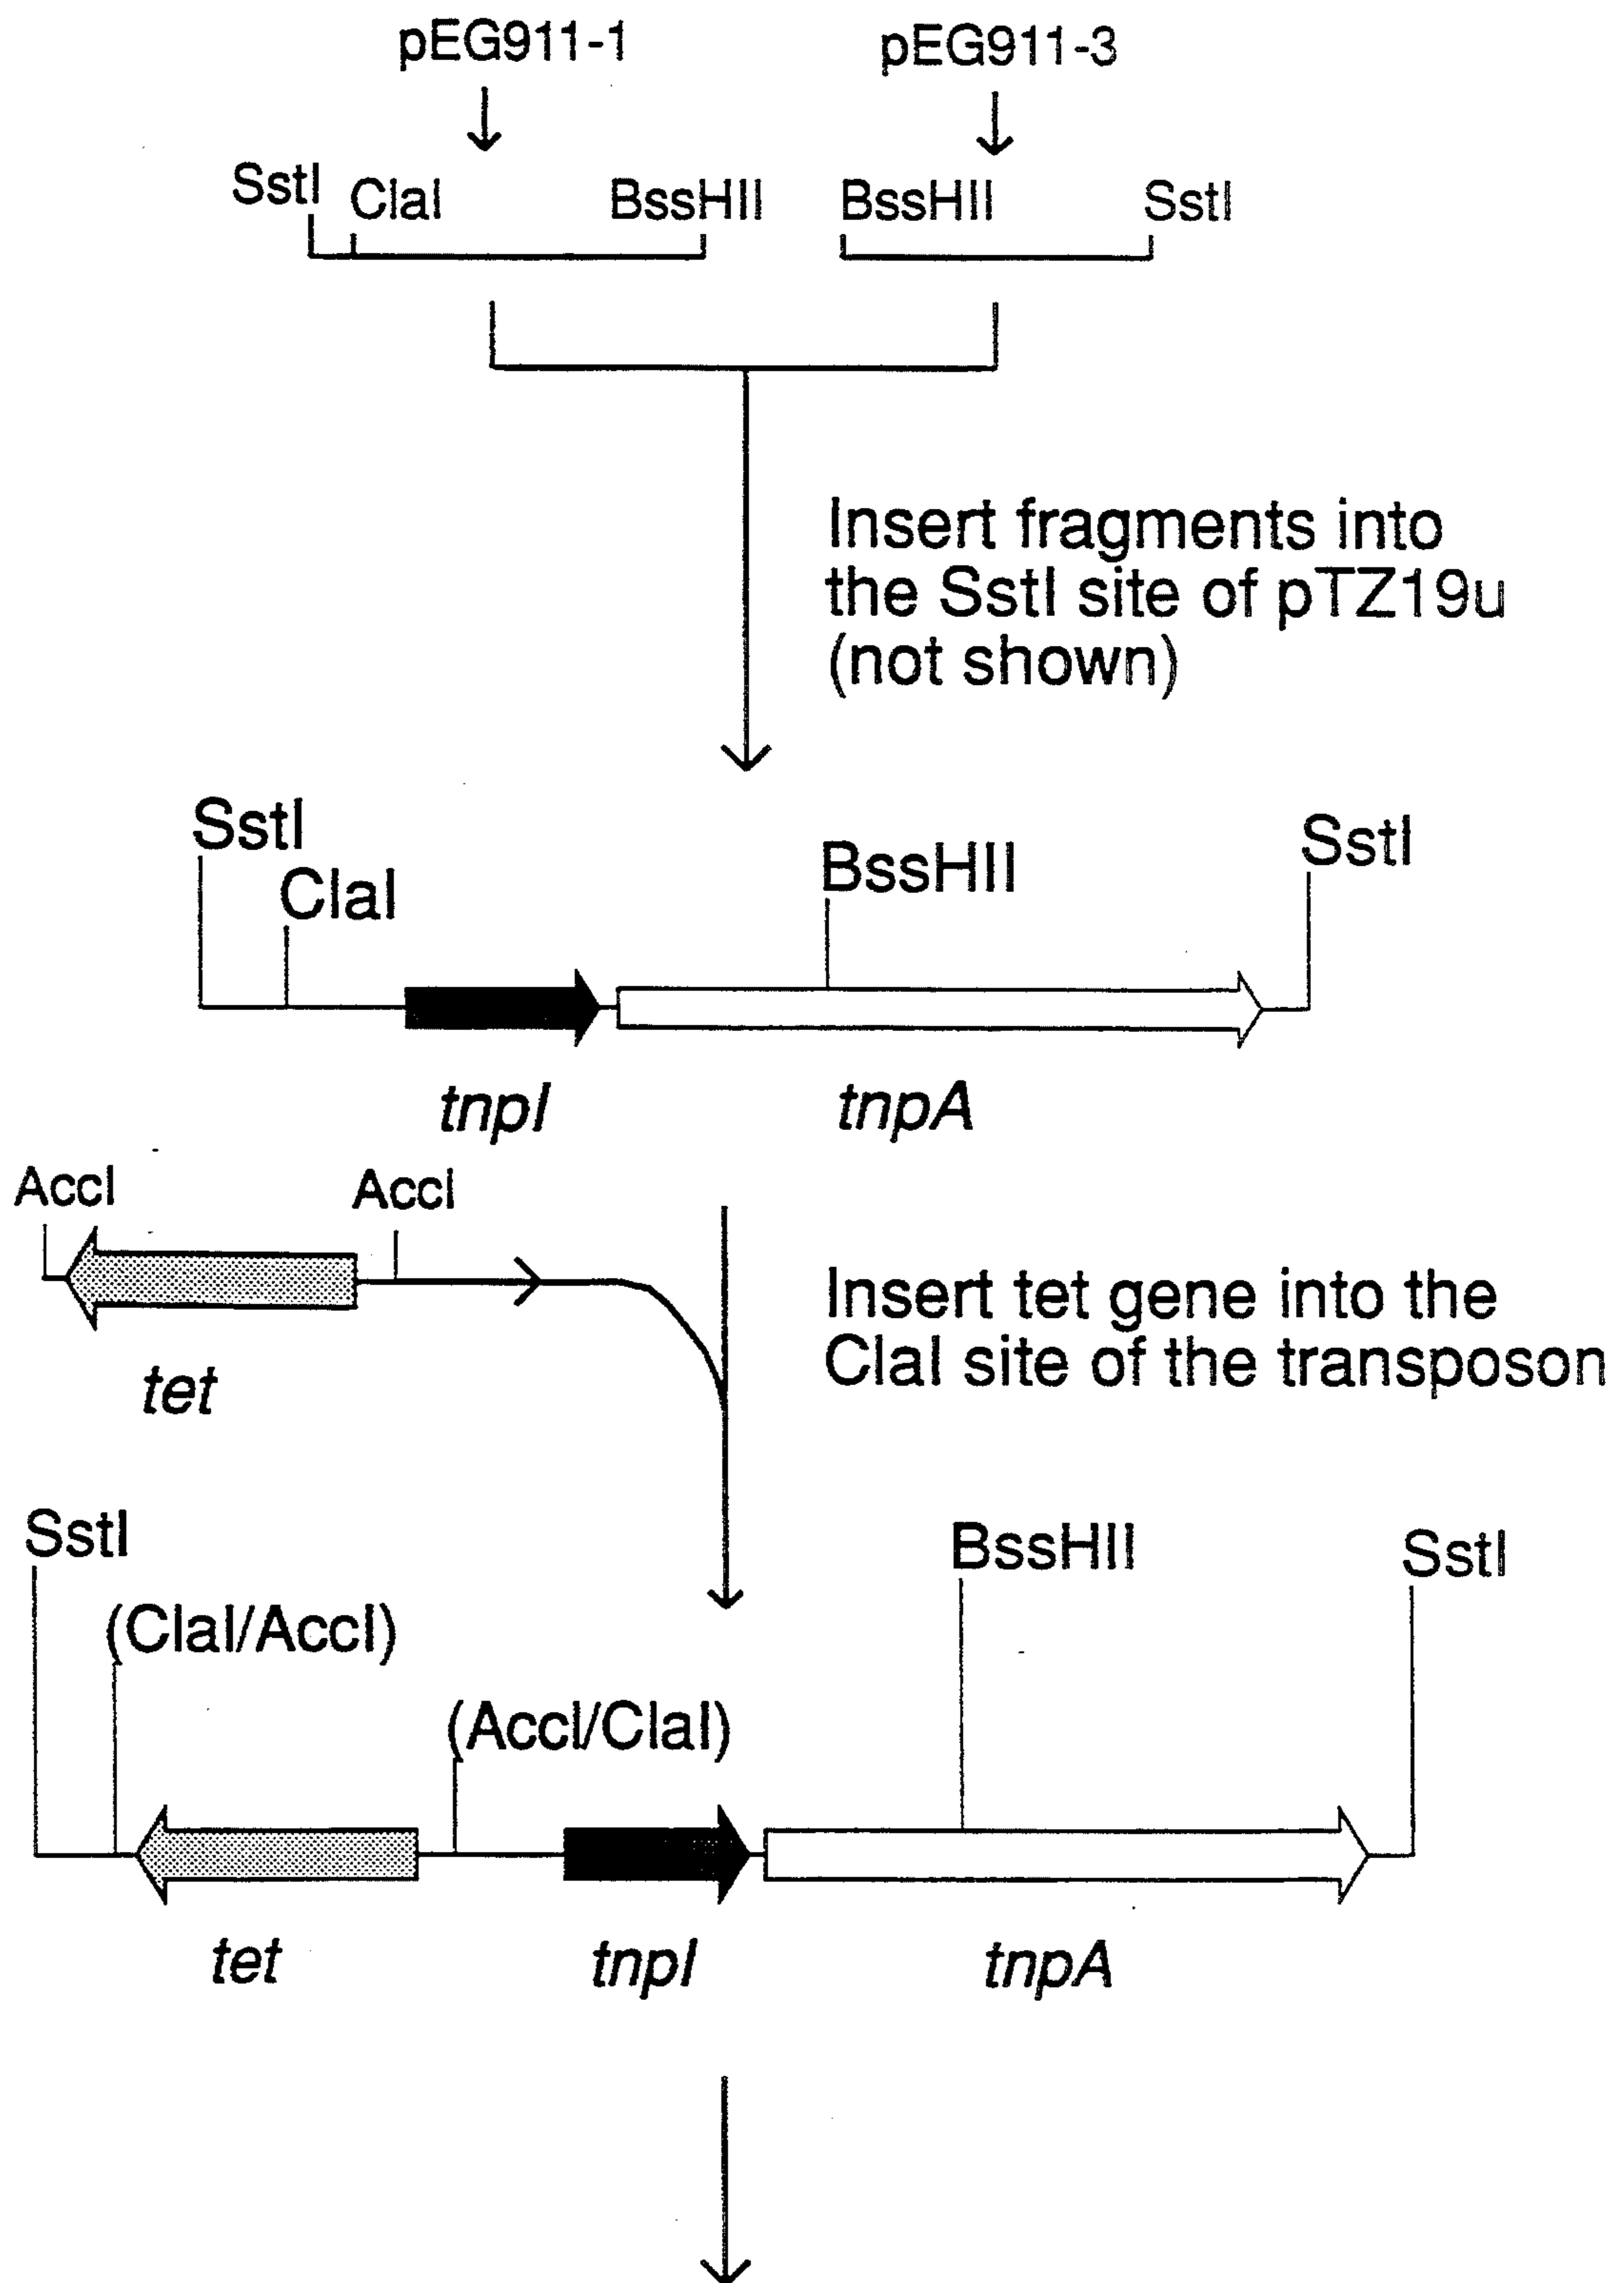 pEG911-1
pEG911-3
SstI
ClaI
BssHII
BssHII
SstI
Insert fragments into
the SstI site of pTZ19u
(not shown)
SstI
ClaI
BssHII
SstI
tnpI
tnpA
AccI
AccI
tet
Insert tet gene into the
ClaI site of the transposon
SstI
(ClaI/AccI)
(AccI/ClaI)
BssHII
SstI
tet
tnpI
tnpA